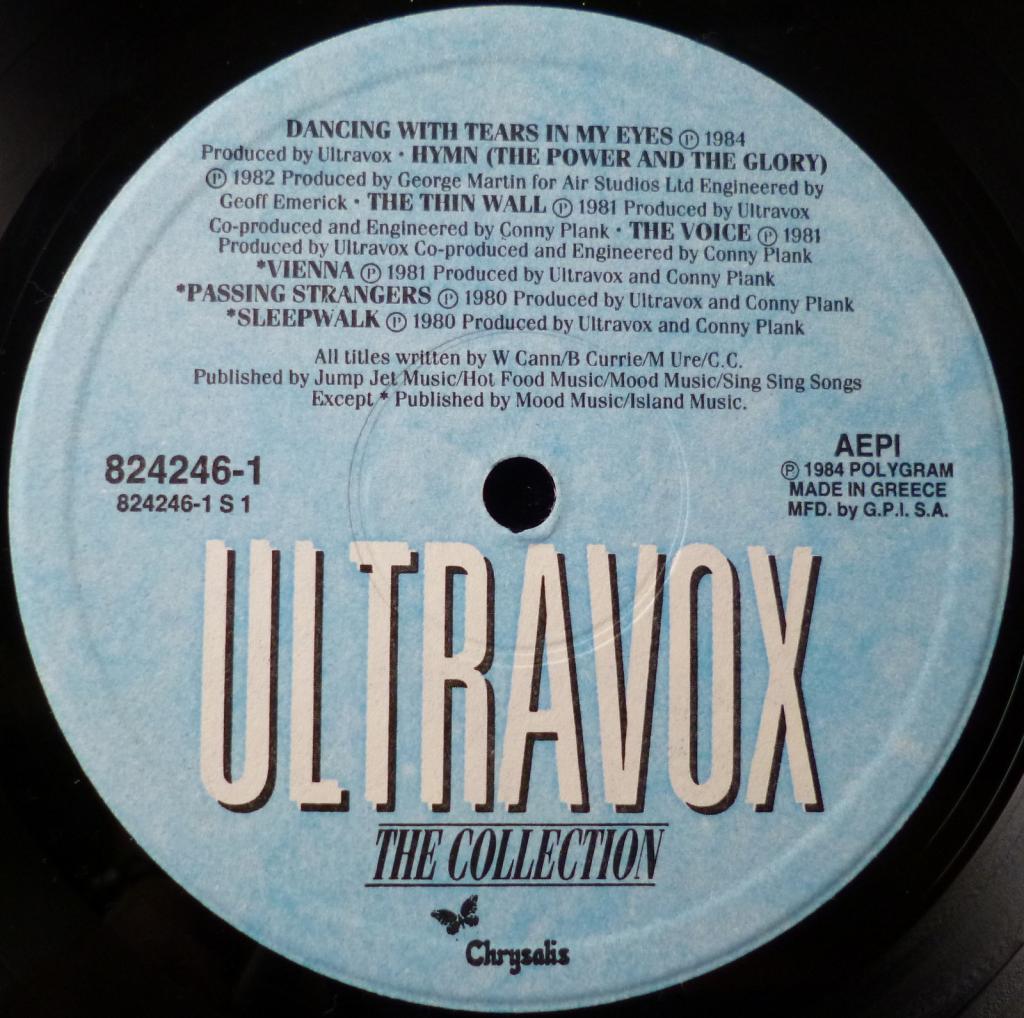 DANCING WITH TEARS IN MY EYES ℗ 1984
Produced by Ultravox • HYMN (THE POWER AND THE GLORY)
℗ 1982 Produced by George Martin for Air Studios Ltd Engineered by
Geoff Emerick • THE THIN WALL ℗ 1981 Produced by Ultravox
Co-produced and Engineered by Conny Plank • THE VOICE ℗ 1981
Produced by Ultravox Co-produced and Engineered by Conny Plank
*VIENNA ℗ 1981 Produced by Ultravox and Conny Plank
*PASSING STRANGERS ℗ 1980 Produced by Ultravox and Conny Plank
*SLEEPWALK ℗ 1980 Produced by Ultravox and Conny Plank
All titles written by W Cann/B Currie/M Ure/C.C.
Published by Jump Jet Music/Hot Food Music/Mood Music/Sing Sing Songs
Except * Published by Mood Music/Island Music.
824246-1
824246-1 S 1
AEPI
℗ 1984 POLYGRAM
MADE IN GREECE
MFD. by G.P.I. S.A.
ULTRAVOX
THE COLLECTION
Chrysalis